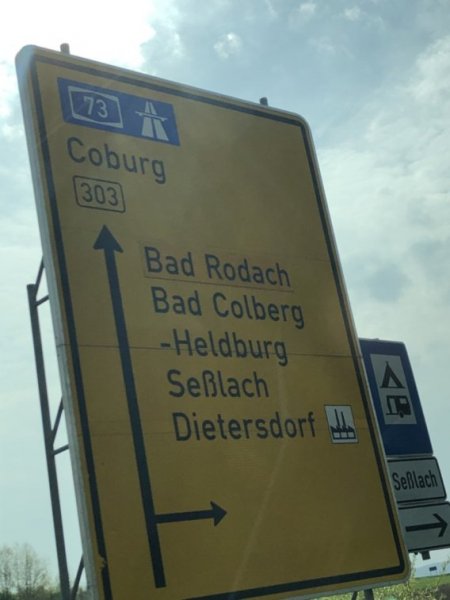 73
Coburg
303
Bad Rodach
Bad Colberg
-Heldburg
Seßlach
Dietersdorf
Seßlach